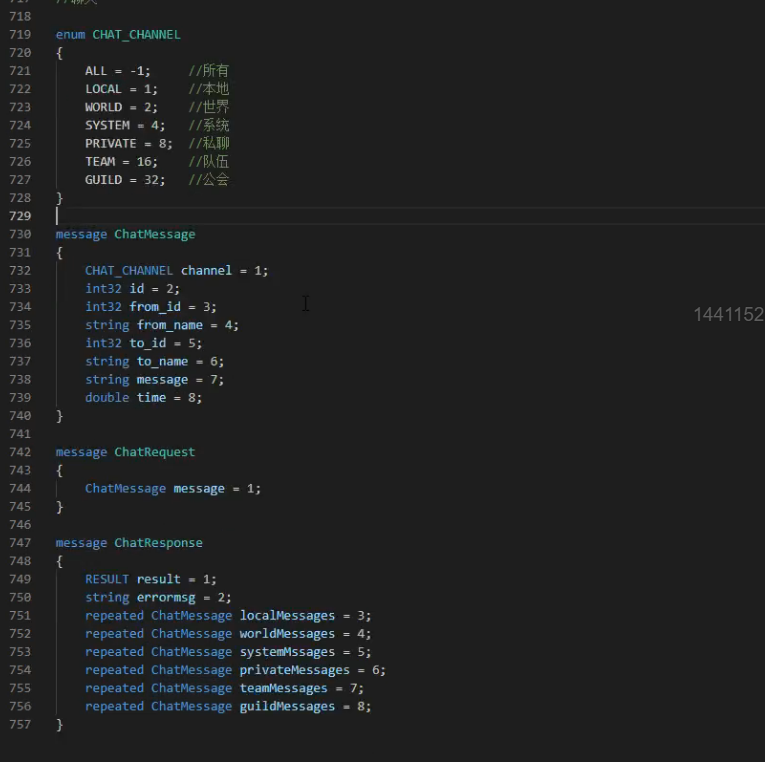 717 //聊天
718
719 enum CHAT_CHANNEL
720 {
721 ALL = -1; //所有
722 LOCAL = 1; //本地
723 WORLD = 2; //世界
724 SYSTEM = 4; //系统
725 PRIVATE = 8; //私聊
726 TEAM = 16; //队伍
727 GUILD = 32; //公会
728 }
729
730 message ChatMessage
731 {
732 CHAT_CHANNEL channel = 1;
733 int32 id = 2;
734 int32 from_id = 3;
735 string from_name = 4;
736 int32 to_id = 5;
737 string to_name = 6;
738 string message = 7;
739 double time = 8;
740 }
741
742 message ChatRequest
743 {
744 ChatMessage message = 1;
745 }
746
747 message ChatResponse
748 {
749 RESULT result = 1;
750 string errormsg = 2;
751 repeated ChatMessage localMessages = 3;
752 repeated ChatMessage worldMessages = 4;
753 repeated ChatMessage systemMssages = 5;
754 repeated ChatMessage privateMessages = 6;
755 repeated ChatMessage teamMessages = 7;
756 repeated ChatMessage guildMessages = 8;
757 }
1441152